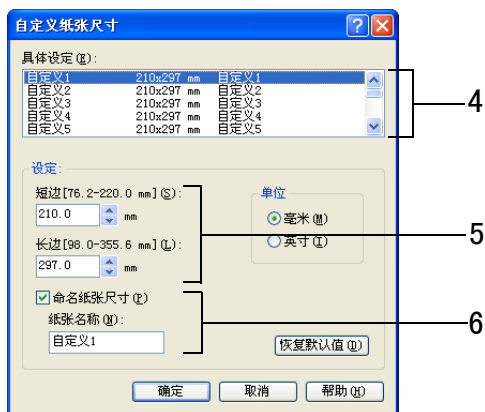 自定义纸张尺寸
具体设定(E):
自定义1 210x297 mm 自定义1
自定义2 210x297 mm 自定义2
自定义3 210x297 mm 自定义3
自定义4 210x297 mm 自定义4
自定义5 210x297 mm 自定义5
4
设定:
短边[76.2-220.0 mm](S):
210.0 mm
长边[98.0-355.6 mm](L):
297.0 mm
单位
毫米(M)
英寸(I)
5
命名纸张尺寸(P)
纸张名称(N):
自定义1
6
恢复默认值(D)
确定 取消 帮助(H)